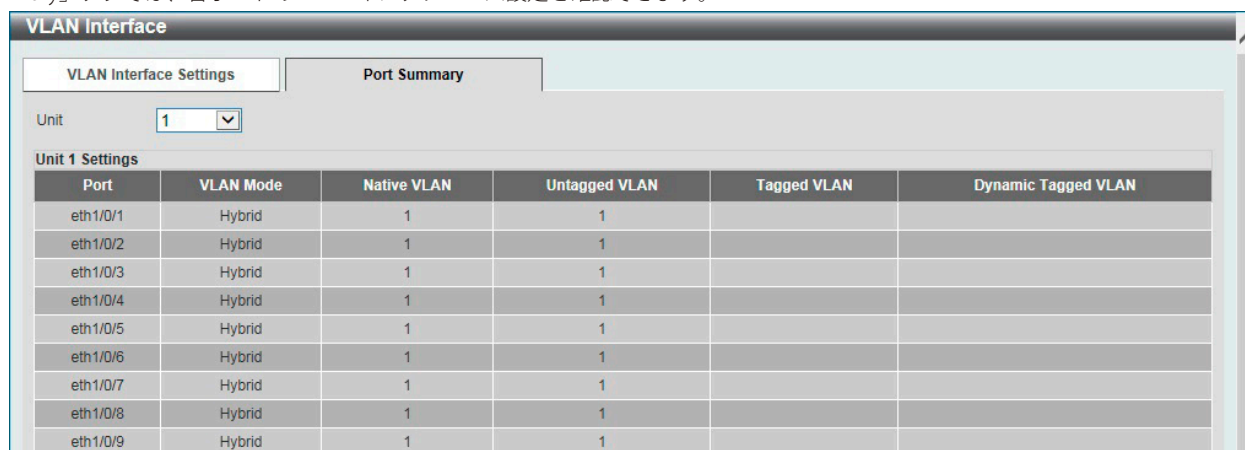 VLAN Interface
VLAN Interface Settings Port Summary
Unit 1
Unit 1 Settings
Port VLAN Mode Native VLAN Untagged VLAN Tagged VLAN Dynamic Tagged VLAN
eth1/0/1 Hybrid 1 1
eth1/0/2 Hybrid 1 1
eth1/0/3 Hybrid 1 1
eth1/0/4 Hybrid 1 1
eth1/0/5 Hybrid 1 1
eth1/0/6 Hybrid 1 1
eth1/0/7 Hybrid 1 1
eth1/0/8 Hybrid 1 1
eth1/0/9 Hybrid 1 1